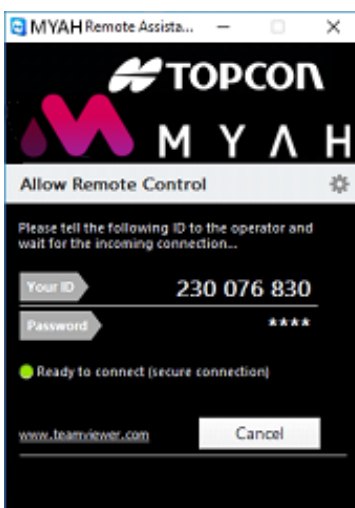 MYAH Remote Assista...
TOPCON
MYAH
Allow Remote Control
Please tell the following ID to the operator and
wait for the incoming connection...
Your ID 230 076 830
Password ****
Ready to connect (secure connection)
www.teamviewer.com Cancel